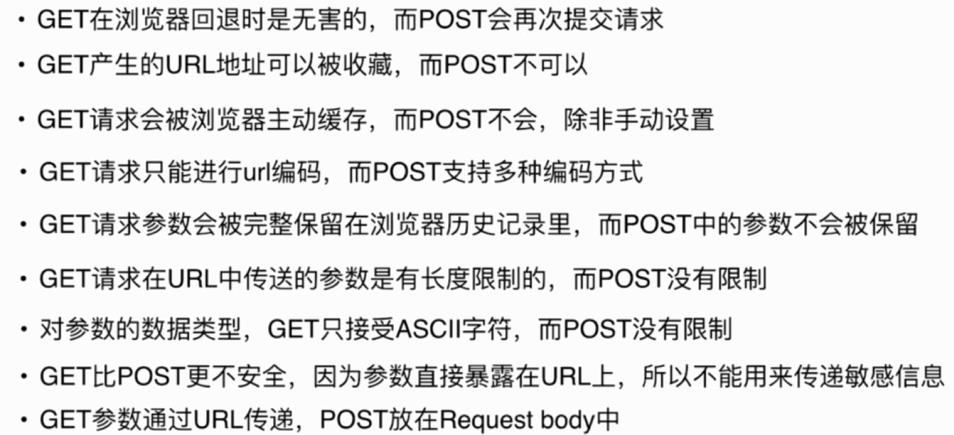 • GET在浏览器回退时是无害的，而POST会再次提交请求
• GET产生的URL地址可以被收藏，而POST不可以
• GET请求会被浏览器主动缓存，而POST不会，除非手动设置
• GET请求只能进行url编码，而POST支持多种编码方式
• GET请求参数会被完整保留在浏览器历史记录里，而POST中的参数不会被保留
• GET请求在URL中传送的参数是有长度限制的，而POST没有限制
• 对参数的数据类型，GET只接受ASCII字符，而POST没有限制
• GET比POST更不安全，因为参数直接暴露在URL上，所以不能用来传递敏感信息
• GET参数通过URL传递，POST放在Request body中